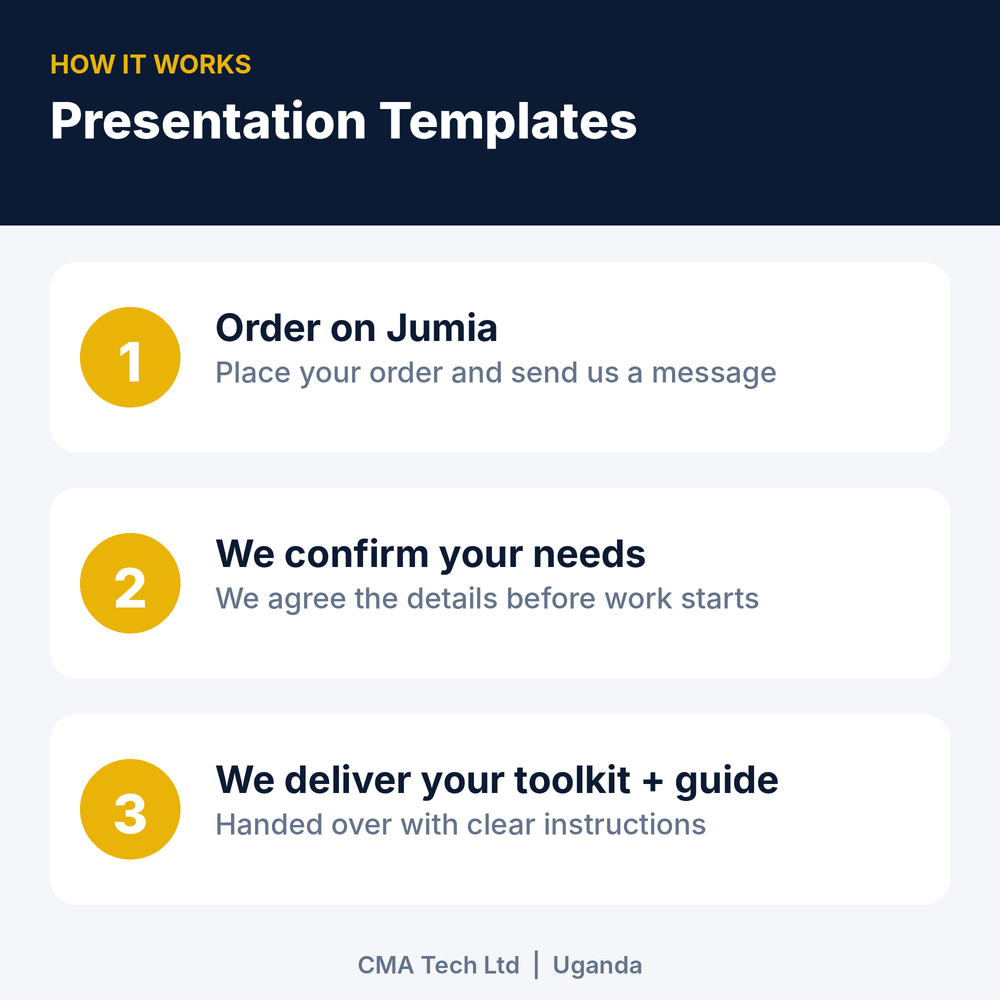 HOW IT WORKS
Presentation Templates
1
Order on Jumia
Place your order and send us a message
2
We confirm your needs
We agree the details before work starts
3
We deliver your toolkit + guide
Handed over with clear instructions
CMA Tech Ltd | Uganda